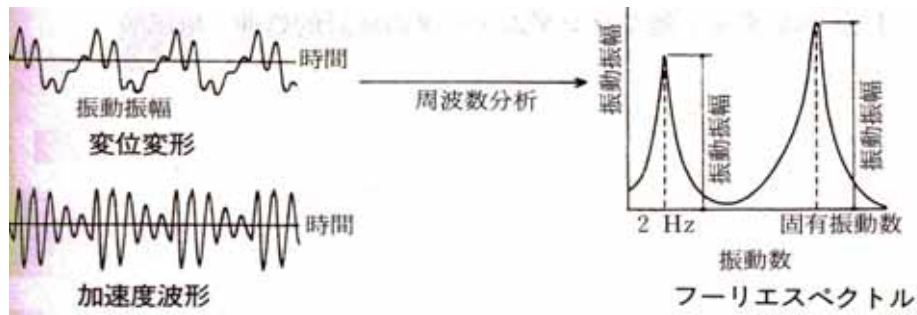 時間
振動振幅
変位変形
時間
加速度波形
周波数分析
振動振幅
振動振幅
振動振幅
2 Hz
固有振動数
振動数
フーリエスペクトル